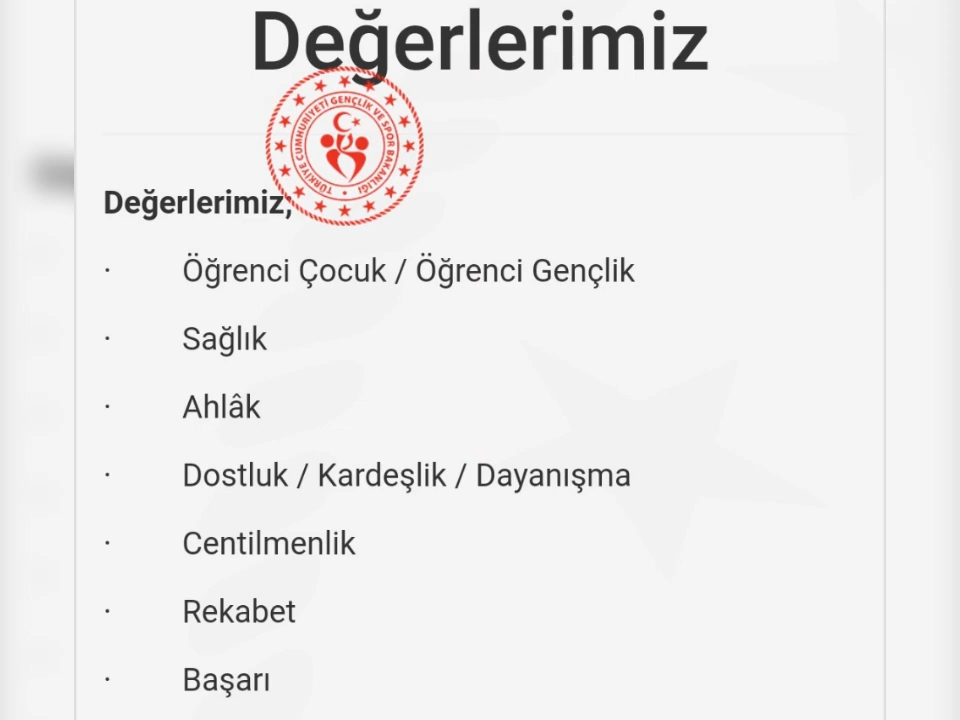 Değerlerimiz
TÜRKİYE CUMHURİYETİ GENÇLİK VE SPOR BAKANLIĞI
Değerlerimiz;
· Öğrenci Çocuk / Öğrenci Gençlik
· Sağlık
· Ahlâk
· Dostluk / Kardeşlik / Dayanışma
· Centilmenlik
· Rekabet
· Başarı